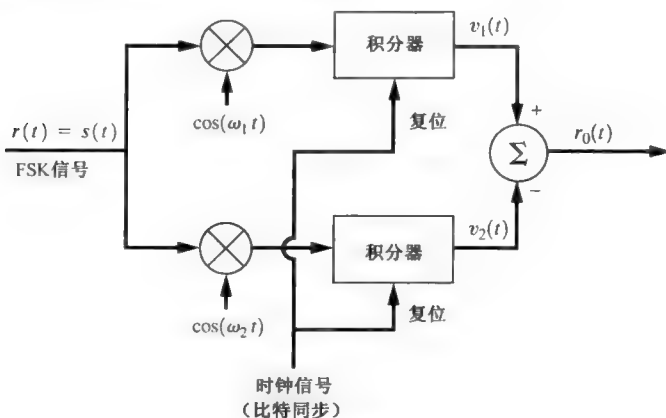 积分器
v₁(t)
cos(ω₁t)
复位
+
r(t) = s(t)
FSK信号
Σ
r₀(t)
−
v₂(t)
积分器
cos(ω₂t)
复位
时钟信号
（比特同步）